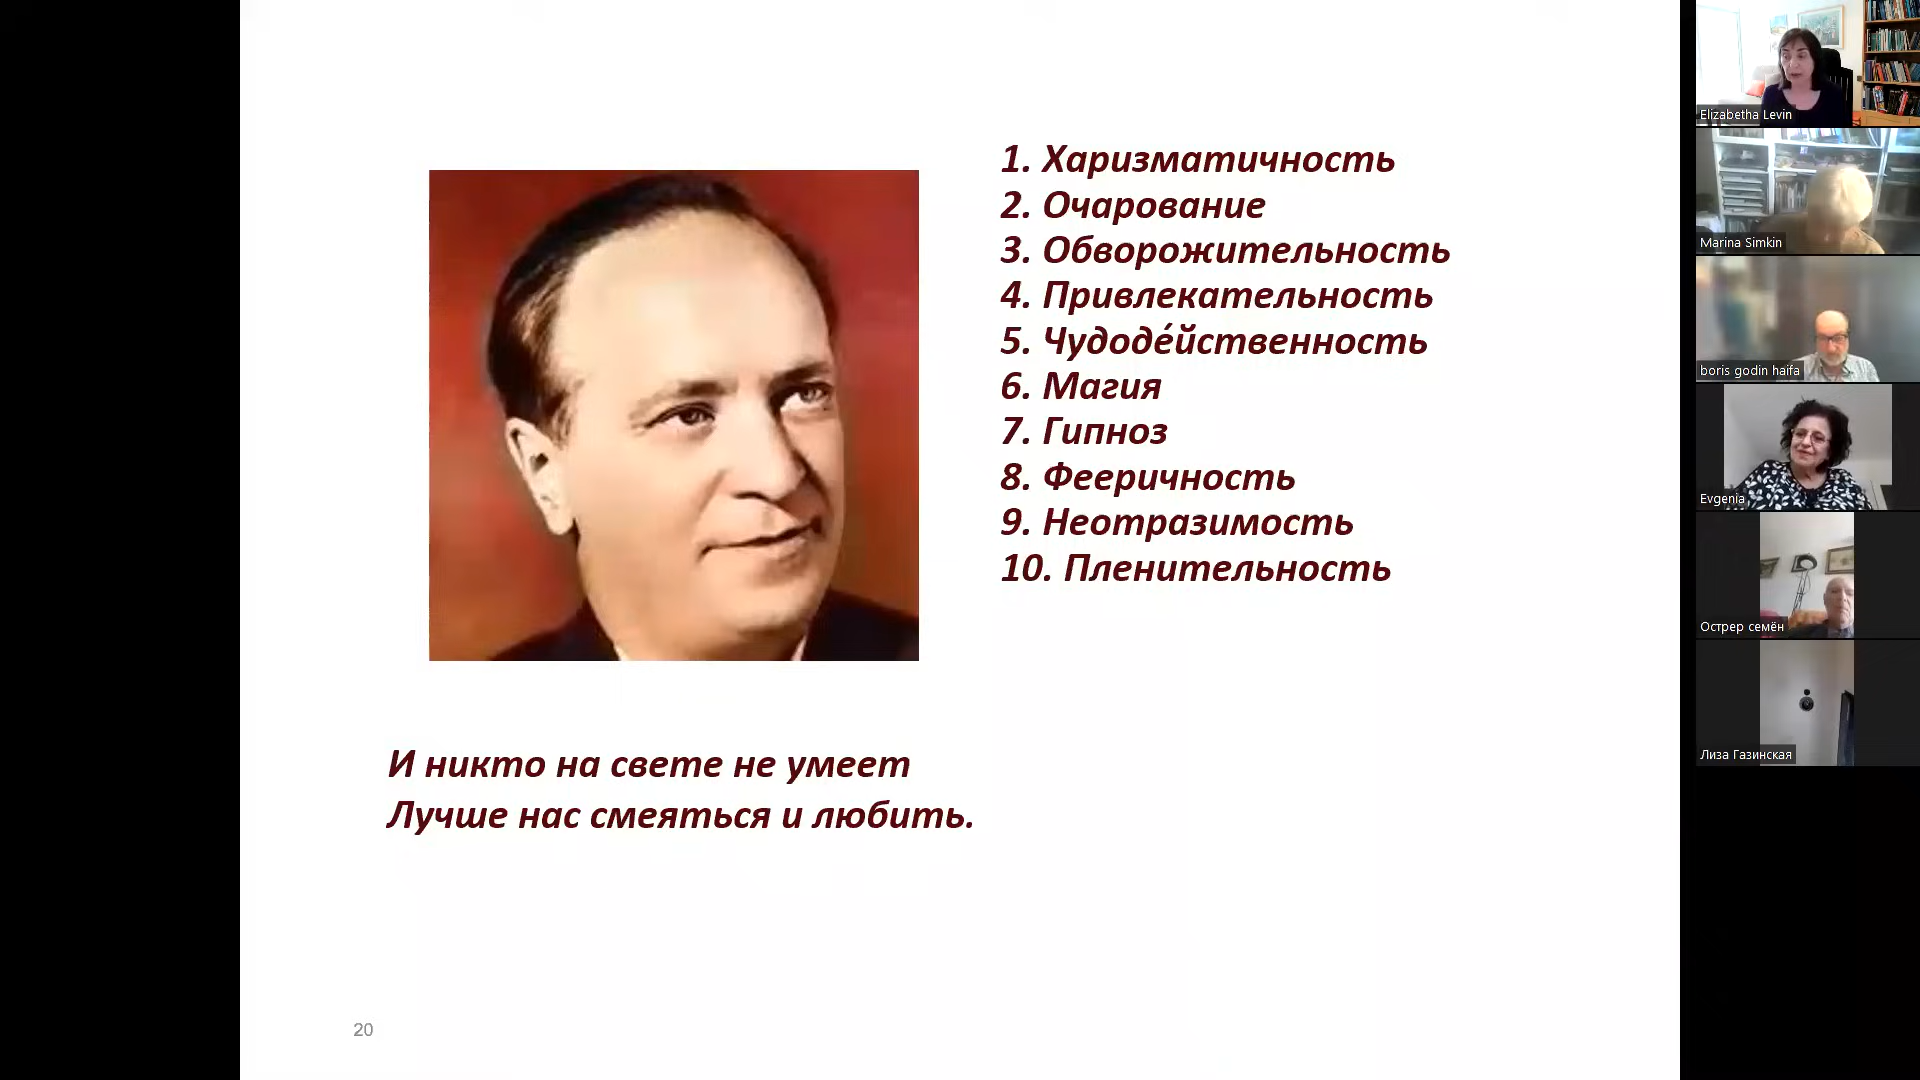 1. Харизматичность
2. Очарование
3. Обворожительность
4. Привлекательность
5. Чудоде́йственность
6. Магия
7. Гипноз
8. Фееричность
9. Неотразимость
10. Пленительность
И никто на свете не умеет
Лучше нас смеяться и любить.
20
Elizabetha Levin
Marina Simkin
boris godin haifa
Evgenia
Острер семён
Лиза Газинская